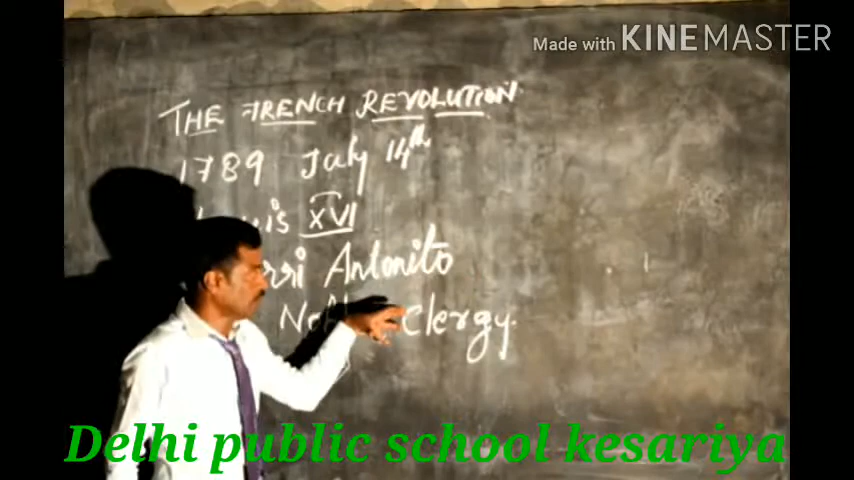 Made with KINEMASTER
THE FRENCH REVOLUTION
1789 July 14th
XVI
Antonito
Clergy.
Delhi public school kesariya